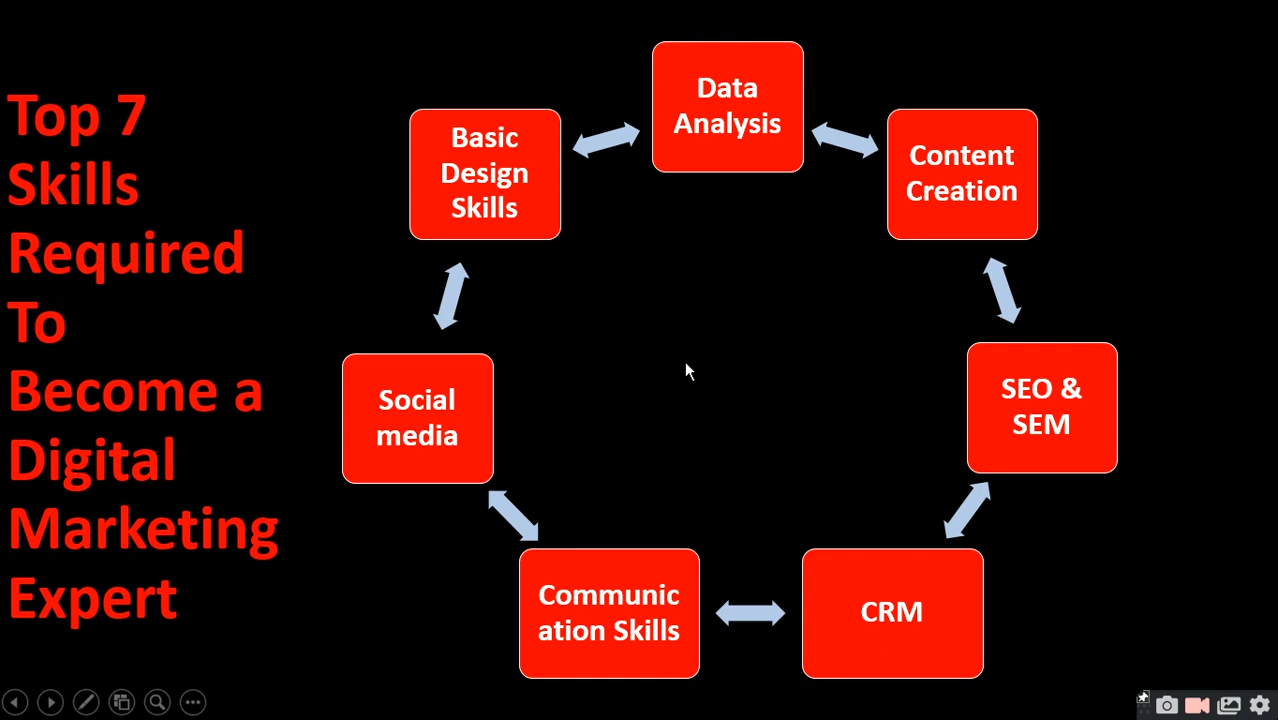 Top 7
Skills
Required
To
Become a
Digital
Marketing
Expert
Data
Analysis
Content
Creation
SEO &
SEM
CRM
Communic
ation Skills
Social
media
Basic
Design
Skills